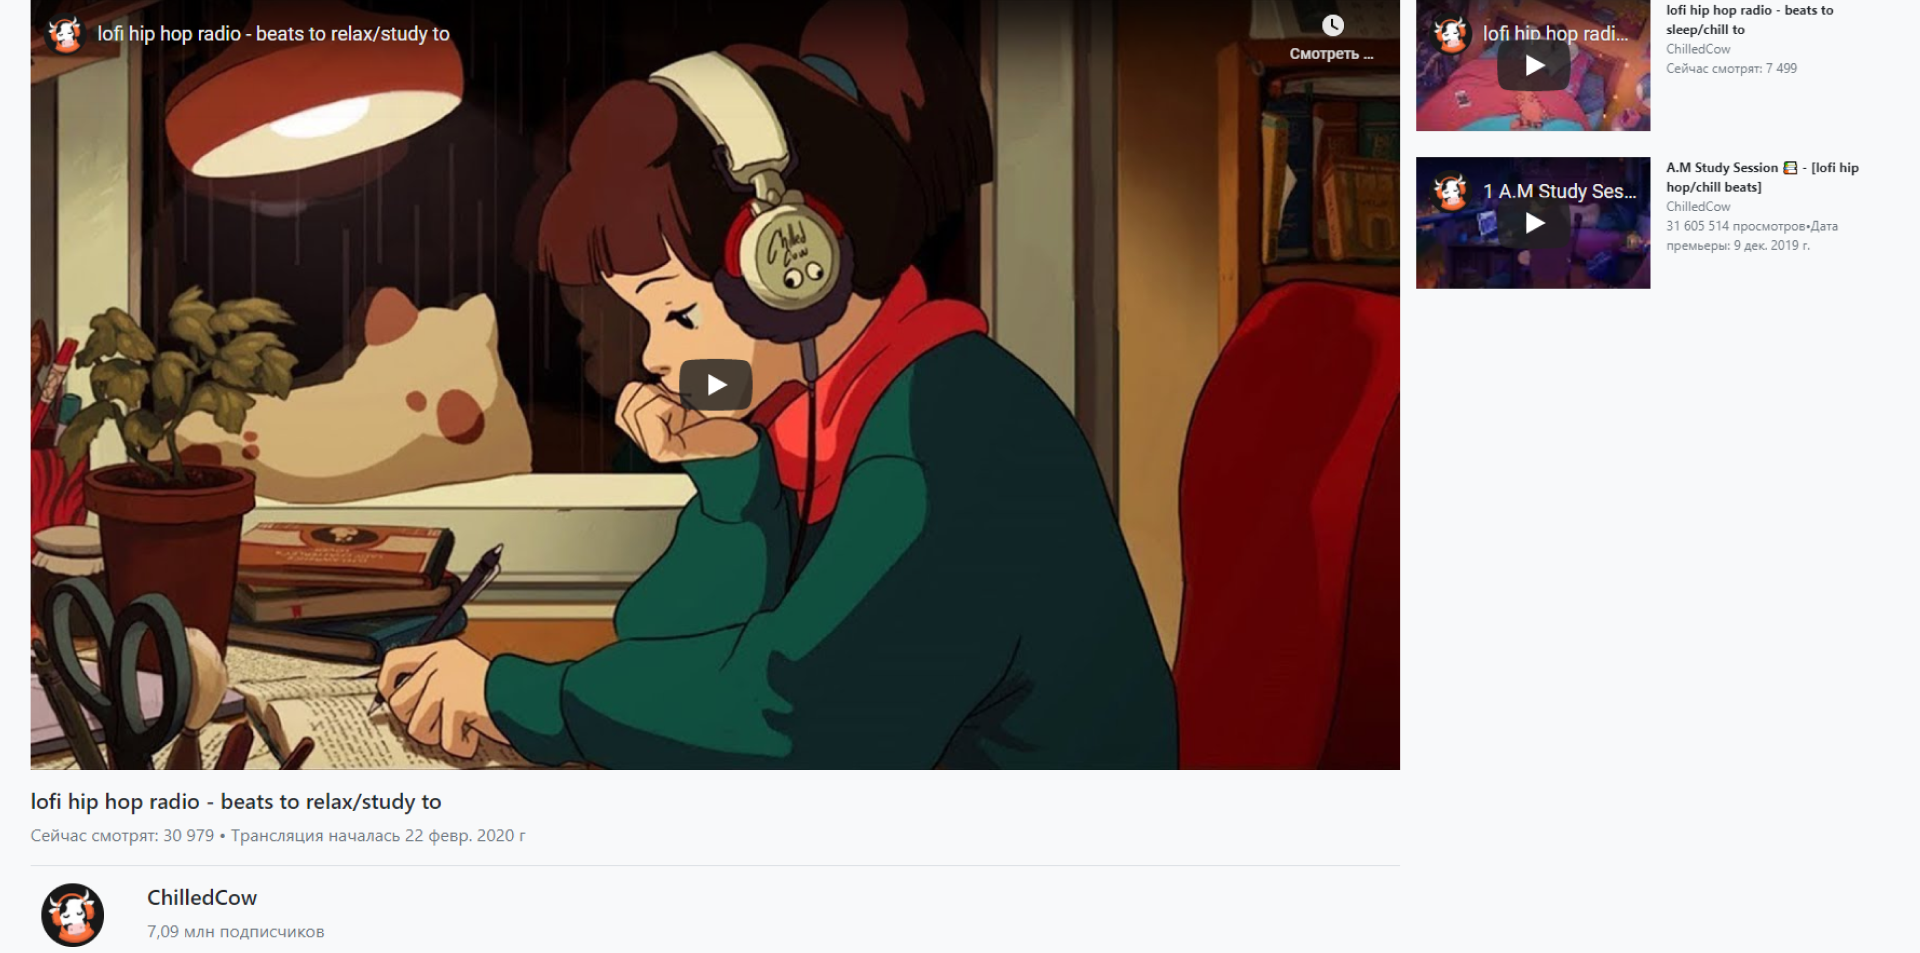 lofi hip hop radio - beats to relax/study to
Смотреть ...
Chilled
Cow
lofi hip hop radio - beats to relax/study to
Сейчас смотрят: 30 979 • Трансляция началась 22 февр. 2020 г
ChilledCow
7,09 млн подписчиков
lofi hip hop radi...
lofi hip hop radio - beats to
sleep/chill to
ChilledCow
Сейчас смотрят: 7 499
1 A.M Study Ses...
A.M Study Session 📚 - [lofi hip
hop/chill beats]
ChilledCow
31 605 514 просмотров•Дата
премьеры: 9 дек. 2019 г.